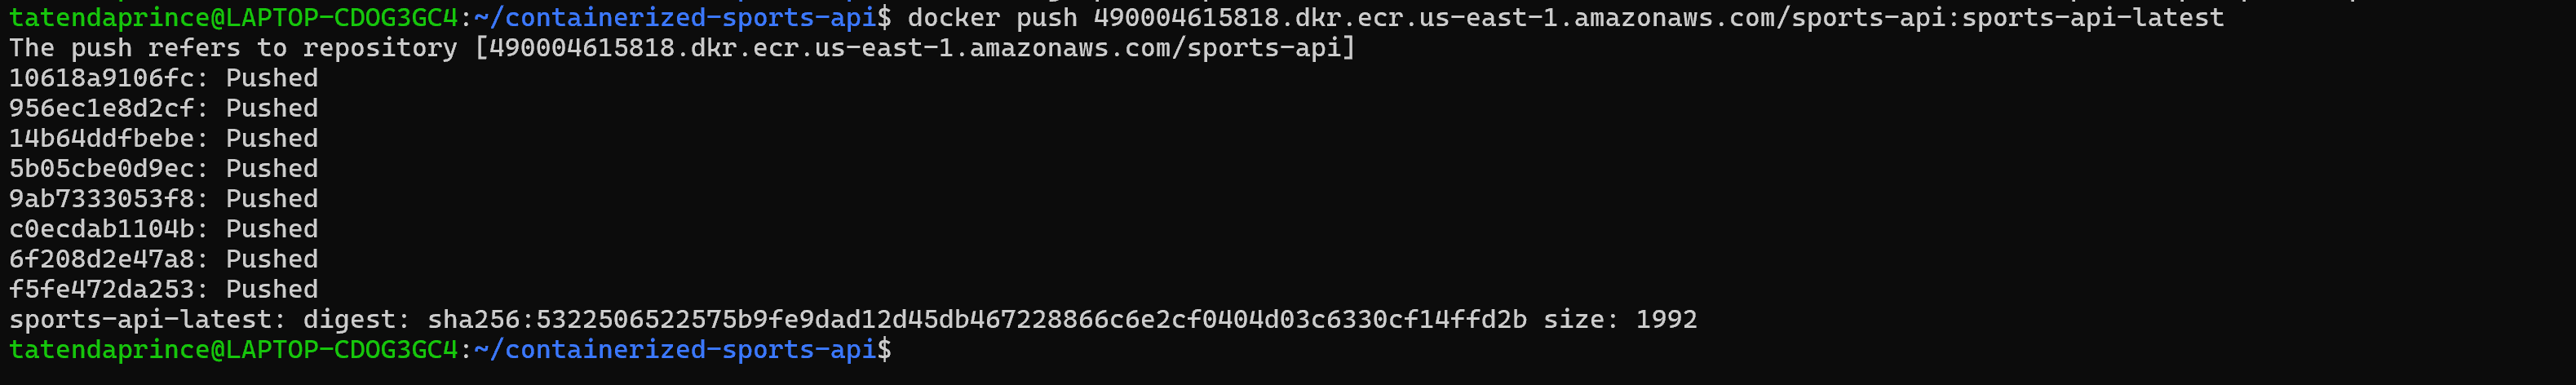 tatendaprince@LAPTOP-CDOG3GC4:~/containerized-sports-api$ docker push 490004615818.dkr.ecr.us-east-1.amazonaws.com/sports-api:sports-api-latest
The push refers to repository [490004615818.dkr.ecr.us-east-1.amazonaws.com/sports-api]
10618a9106fc: Pushed
956ec1e8d2cf: Pushed
14b64ddfbebe: Pushed
5b05cbe0d9ec: Pushed
9ab7333053f8: Pushed
c0ecdab1104b: Pushed
6f208d2e47a8: Pushed
f5fe472da253: Pushed
sports-api-latest: digest: sha256:5322506522575b9fe9dad12d45db467228866c6e2cf0404d03c6330cf14ffd2b size: 1992
tatendaprince@LAPTOP-CDOG3GC4:~/containerized-sports-api$